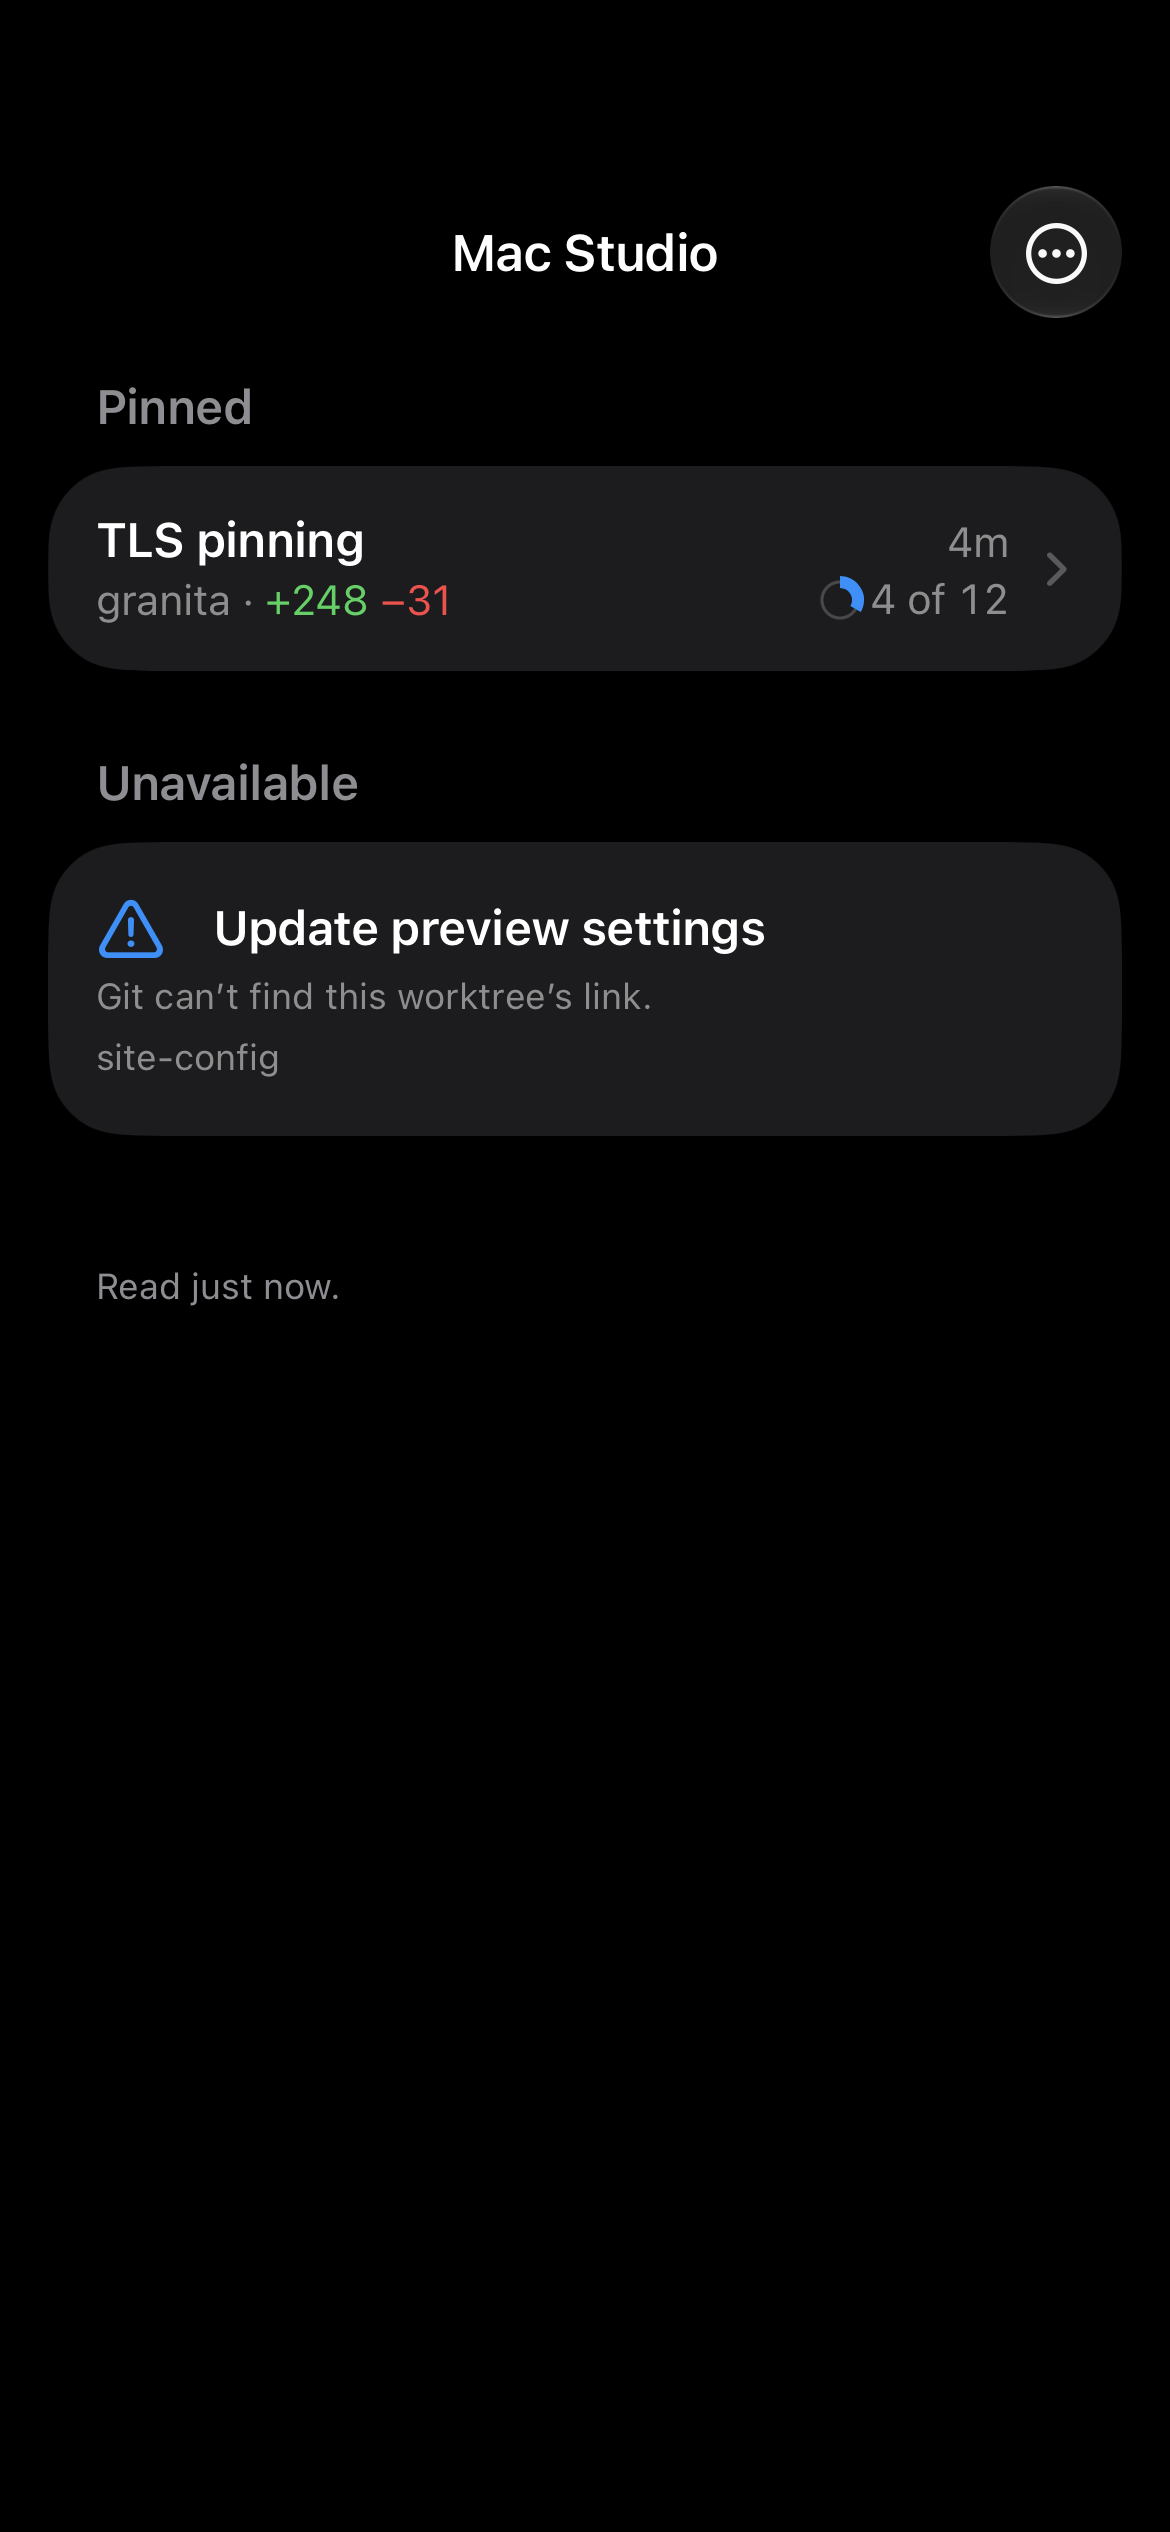 Mac Studio
Pinned
TLS pinning
4m
granita · +248 −31
4 of 12
Unavailable
Update preview settings
Git can’t find this worktree’s link.
site-config
Read just now.